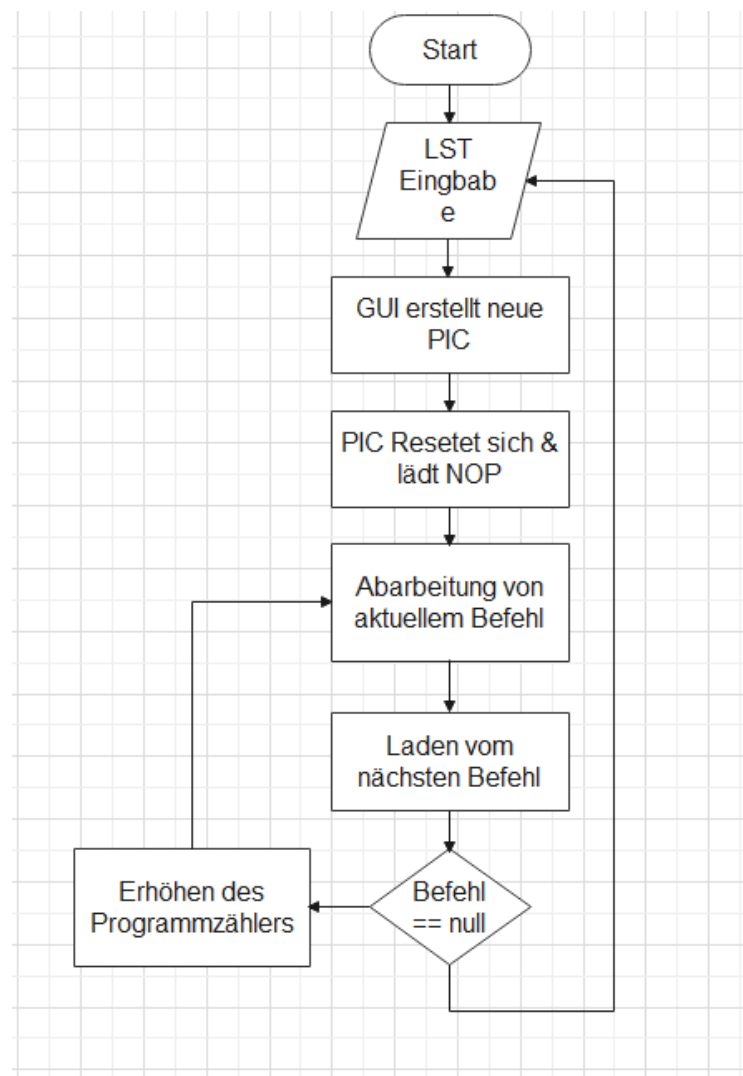 Start
LST
Eingbab
e
GUI erstellt neue
PIC
PIC Resetet sich &
lädt NOP
Abarbeitung von
aktuellem Befehl
Laden vom
nächsten Befehl
Befehl
== null
Erhöhen des
Programmzählers